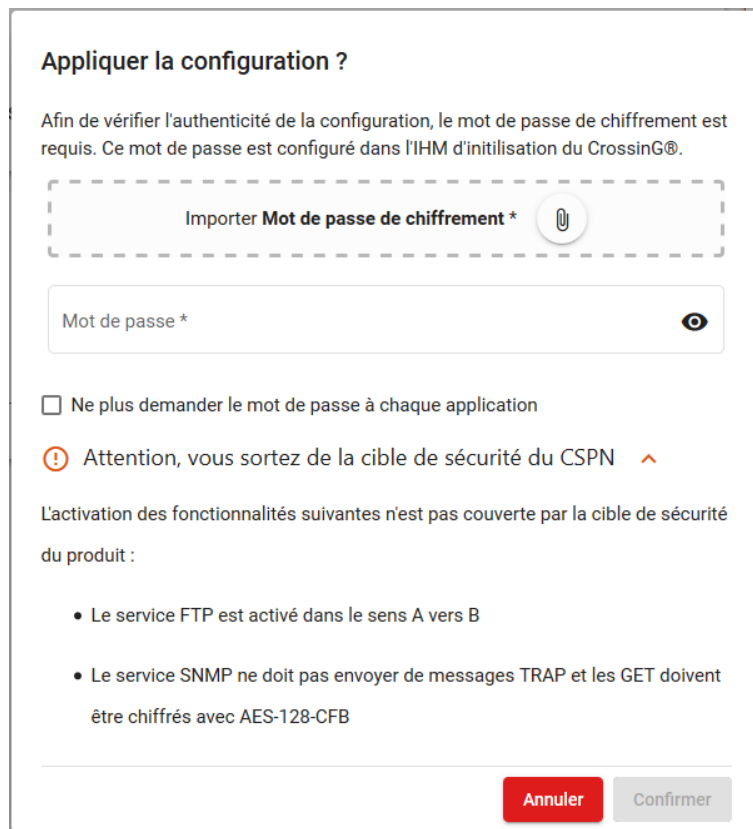 Appliquer la configuration ?
Afin de vérifier l'authenticité de la configuration, le mot de passe de chiffrement est
requis. Ce mot de passe est configuré dans l'IHM d'initilisation du CrossinG®.
Importer Mot de passe de chiffrement *
Mot de passe *
Ne plus demander le mot de passe à chaque application
Attention, vous sortez de la cible de sécurité du CSPN
L'activation des fonctionnalités suivantes n'est pas couverte par la cible de sécurité
du produit :
• Le service FTP est activé dans le sens A vers B
• Le service SNMP ne doit pas envoyer de messages TRAP et les GET doivent
être chiffrés avec AES-128-CFB
Annuler Confirmer